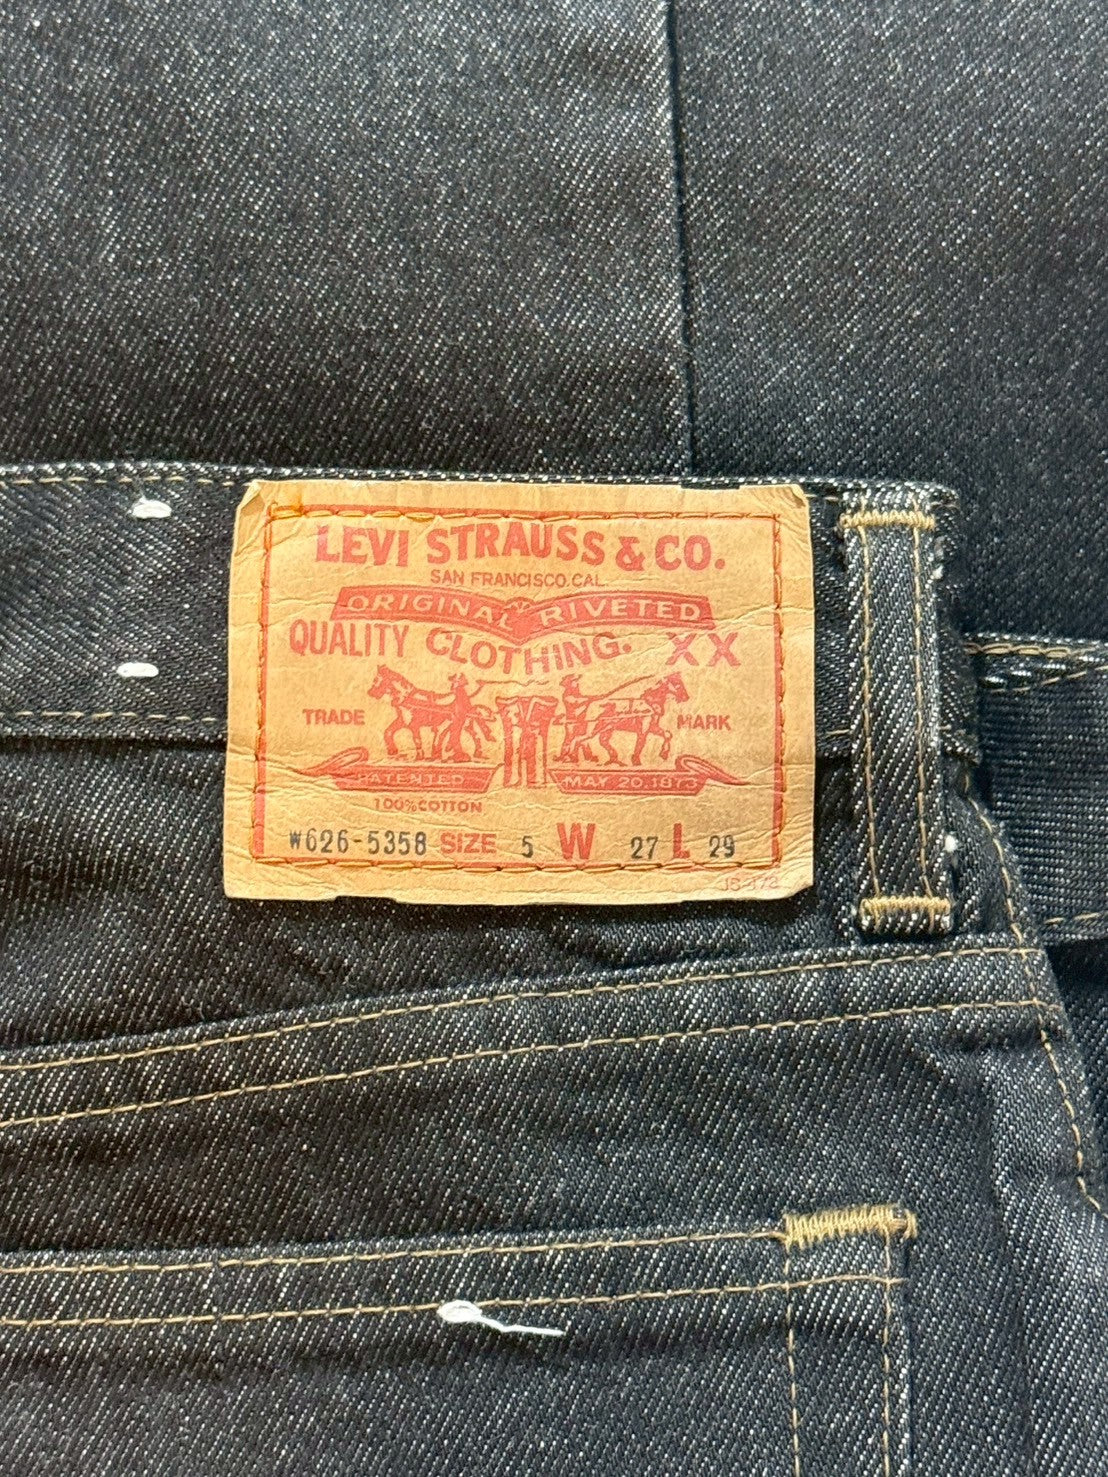 LEVI STRAUSS & CO.
SAN FRANCISCO, CAL.
ORIGINAL RIVETED
QUALITY CLOTHING. XX
TRADE MARK
PATENTED MAY 20.1873
100% COTTON
W626-5358 SIZE 5 W 27 L 29